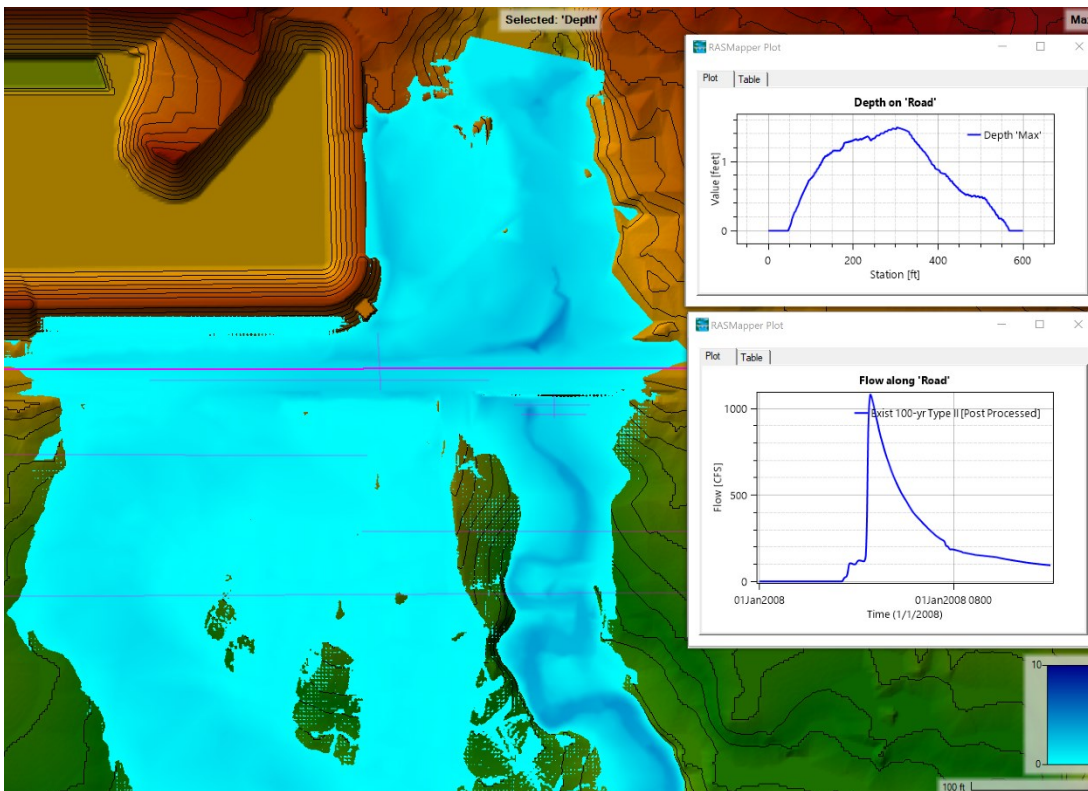 Selected: 'Depth'
RASMapper Plot
Plot Table
Depth on 'Road'
Depth 'Max'
Value [feet]
1
0
0 200 400 600
Station [ft]
RASMapper Plot
Plot Table
Flow along 'Road'
Exist 100-yr Type II [Post Processed]
Flow [CFS]
1000
500
0
01Jan2008 01Jan2008 0800
Time (1/1/2008)
10
0
100 ft